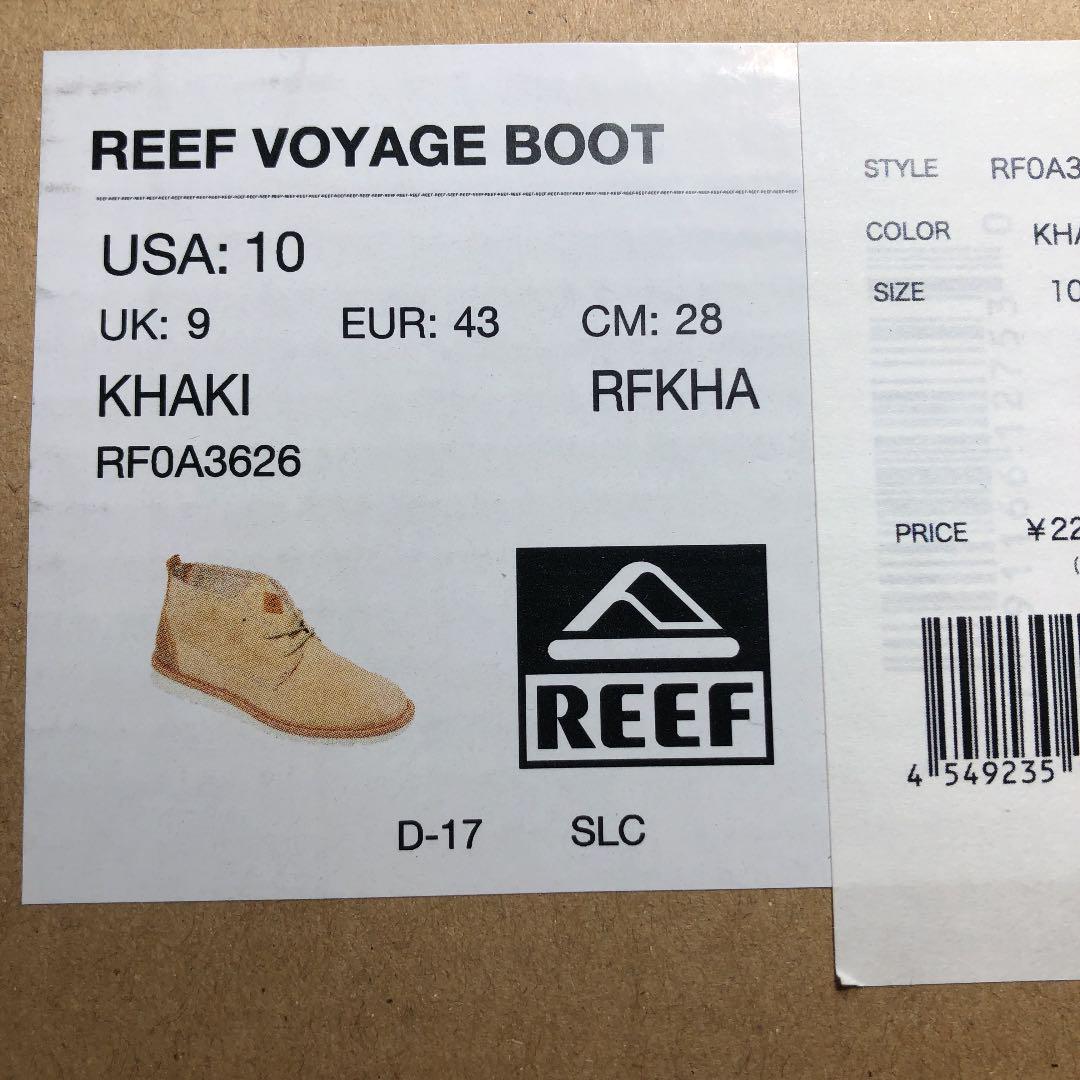 REEF VOYAGE BOOT
USA: 10
UK: 9 EUR: 43 CM: 28
KHAKI RFKHA
RF0A3626
REEF
D-17 SLC
STYLE RF0A3
COLOR KHA
SIZE 10
PRICE ¥22
4 549235